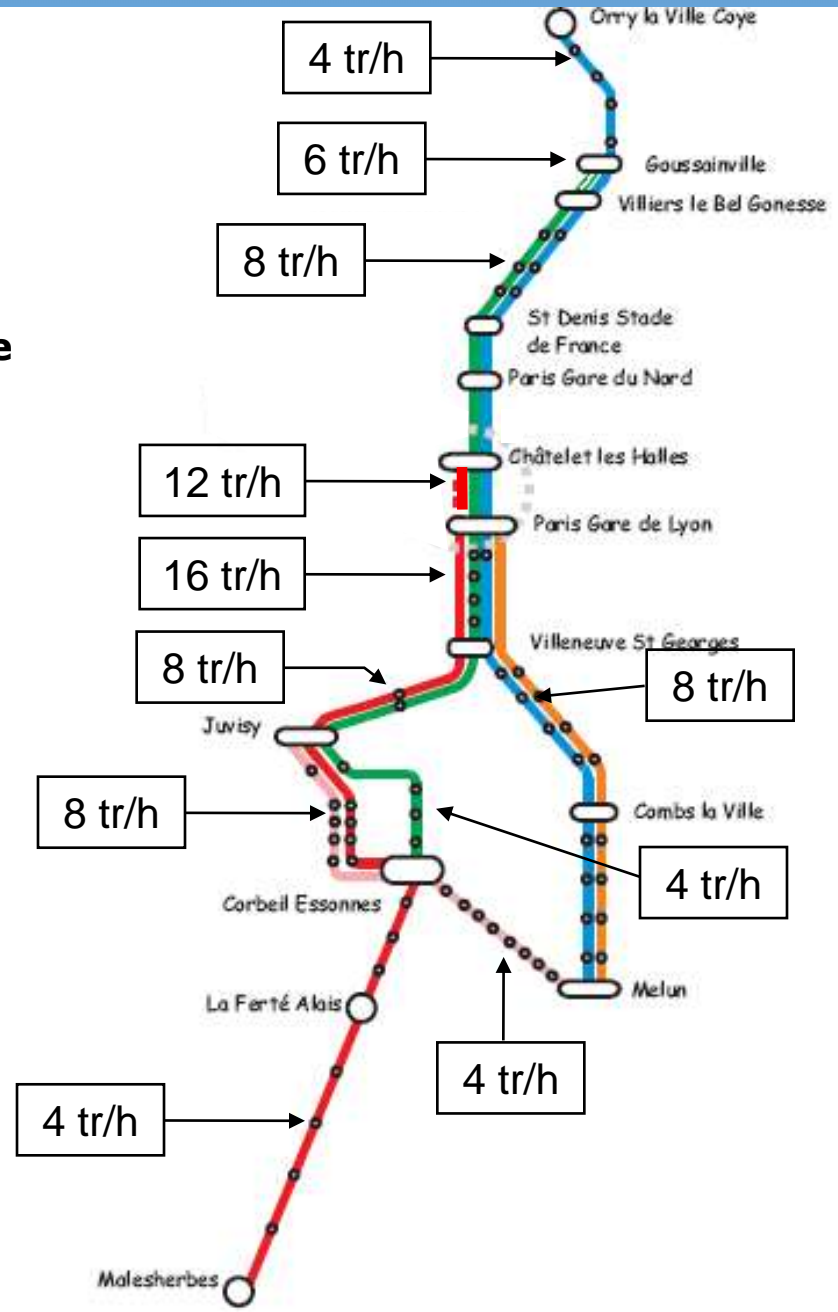 Orry la Ville Coye
4 tr/h
6 tr/h
Goussainville
Villiers le Bel Gonesse
8 tr/h
St Denis Stade
de France
e
Paris Gare du Nord
Châtelet les Halles
12 tr/h
Paris Gare de Lyon
16 tr/h
Villeneuve St Georges
8 tr/h
8 tr/h
Juvisy
8 tr/h
Combs la Ville
4 tr/h
Corbeil Essonnes
Melun
La Ferté Alais
4 tr/h
4 tr/h
Malesherbes